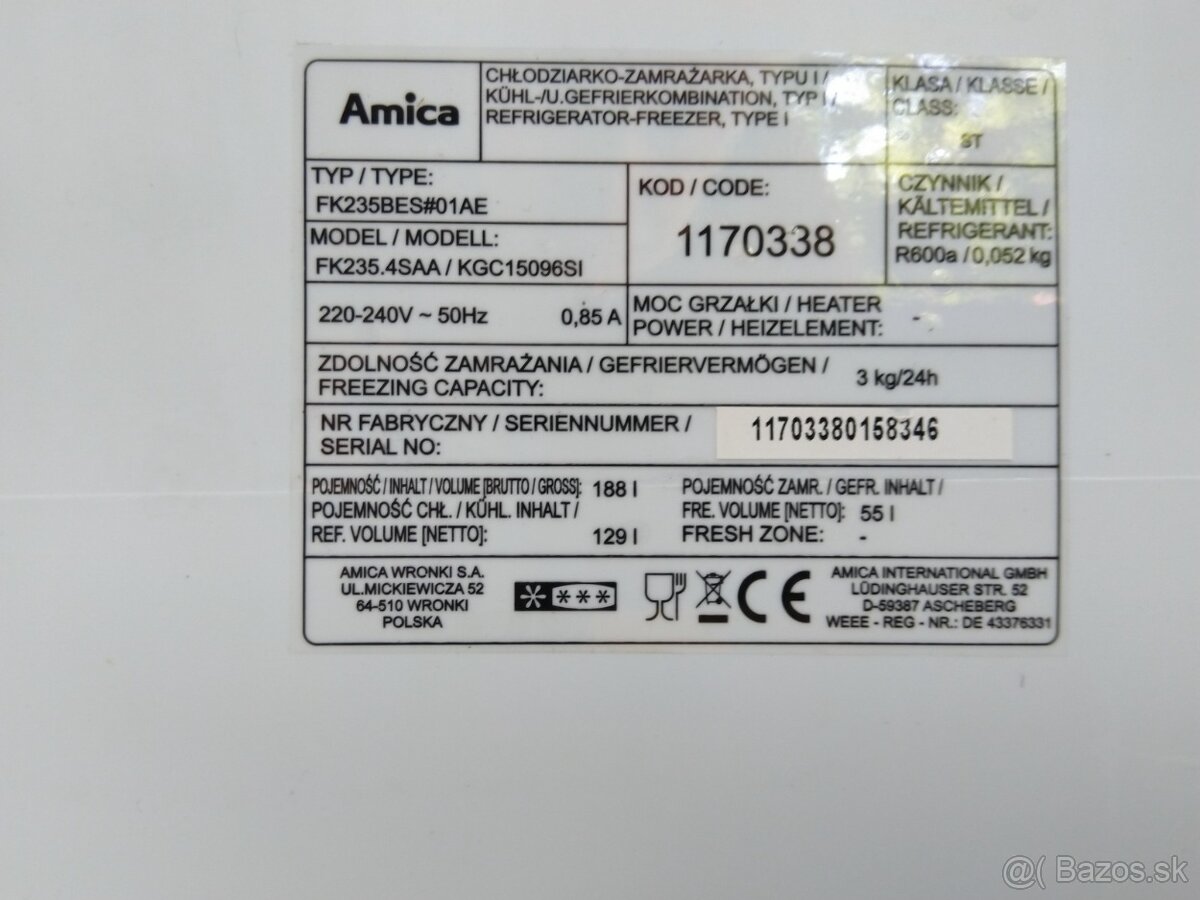 Amica
CHŁODZIARKO-ZAMRAŻARKA, TYPU I /
KÜHL-/U.GEFRIERKOMBINATION, TYP I /
REFRIGERATOR-FREEZER, TYPE I
KLASA / KLASSE /
CLASS:
ST
TYP / TYPE:
FK235BES#01AE
MODEL / MODELL:
FK235.4SAA / KGC15096SI
KOD / CODE:
1170338
CZYNNIK /
KÄLTEMITTEL /
REFRIGERANT:
R600a / 0,052 kg
220-240V ~ 50Hz 0,85 A
MOC GRZAŁKI / HEATER
POWER / HEIZELEMENT: -
ZDOLNOŚĆ ZAMRAŻANIA / GEFRIERVERMÖGEN /
FREEZING CAPACITY: 3 kg/24h
NR FABRYCZNY / SERIENNUMMER /
SERIAL NO: 11703380158346
POJEMNOŚĆ / INHALT / VOLUME [BRUTTO / GROSS]: 188 l
POJEMNOŚĆ CHŁ. / KÜHL. INHALT /
REF. VOLUME [NETTO]: 129 l
POJEMNOŚĆ ZAMR. / GEFR. INHALT /
FRE. VOLUME [NETTO]: 55 l
FRESH ZONE: -
AMICA WRONKI S.A.
UL.MICKIEWICZA 52
64-510 WRONKI
POLSKA
CE
AMICA INTERNATIONAL GMBH
LÜDINGHAUSER STR. 52
D-59387 ASCHEBERG
WEEE - REG - NR.: DE 43376331
@( Bazos.sk